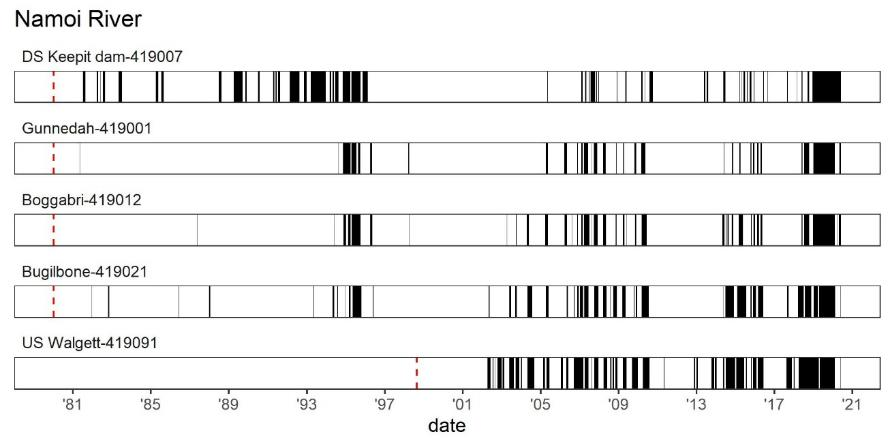 Namoi River
DS Keepit dam-419007
Gunnedah-419001
Boggabri-419012
Bugilbone-419021
US Walgett-419091
'81 '85 '89 '93 '97 '01 '05 '09 '13 '17 '21
date